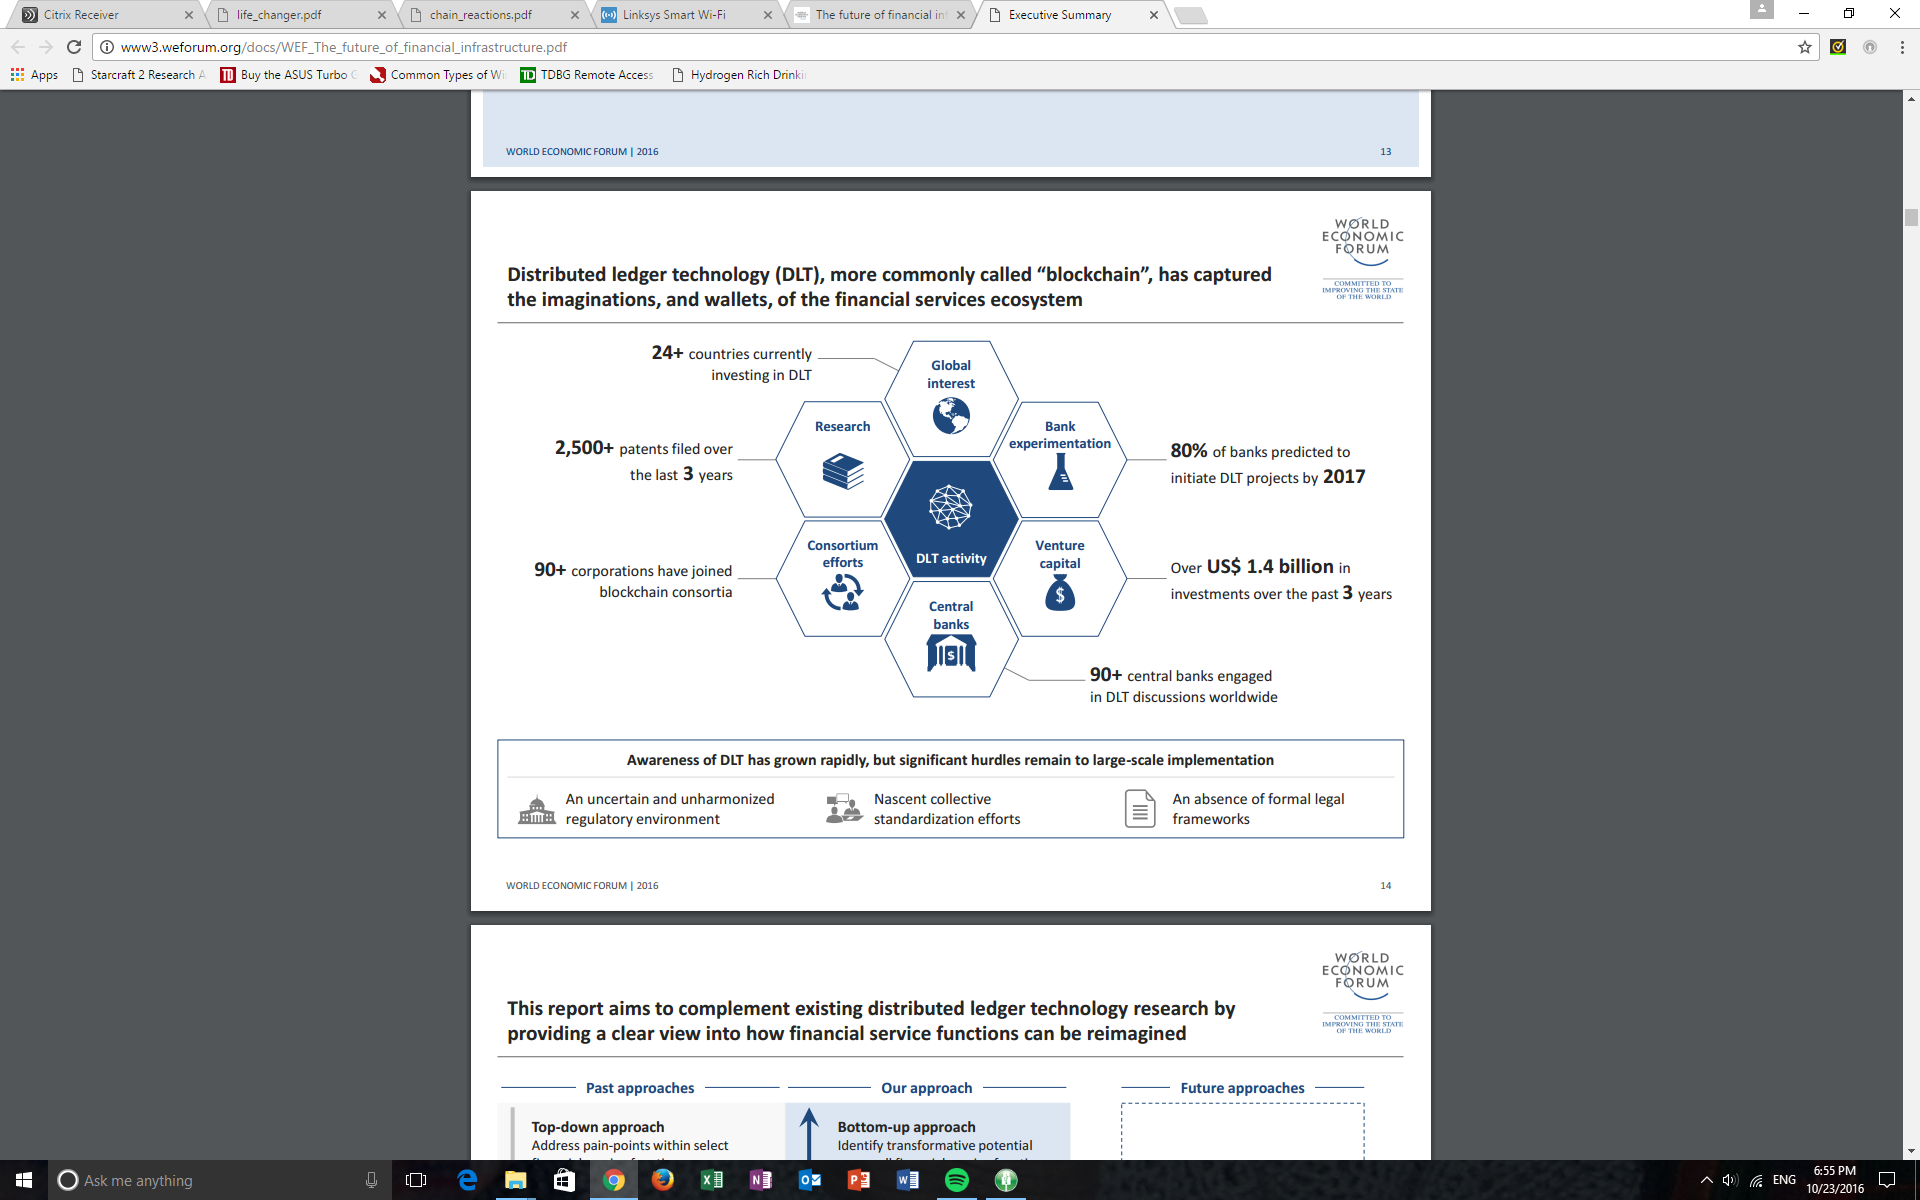 Citrix Receiver
life_changer.pdf
chain_reactions.pdf
Linksys Smart Wi-Fi
The future of financial in
Executive Summary
www3.weforum.org/docs/WEF_The_future_of_financial_infrastructure.pdf
Apps
Starcraft 2 Research A
Buy the ASUS Turbo G
Common Types of Wi
TDBG Remote Access
Hydrogen Rich Drinki
WORLD ECONOMIC FORUM | 2016
13
WORLD
ECONOMIC
FORUM
COMMITTED TO
IMPROVING THE STATE
OF THE WORLD
Distributed ledger technology (DLT), more commonly called “blockchain”, has captured
the imaginations, and wallets, of the financial services ecosystem
24+ countries currently
investing in DLT
Global
interest
Research
2,500+ patents filed over
the last 3 years
Bank
experimentation
80% of banks predicted to
initiate DLT projects by 2017
DLT activity
Consortium
efforts
90+ corporations have joined
blockchain consortia
Venture
capital
$
Over US$ 1.4 billion in
investments over the past 3 years
Central
banks
$
90+ central banks engaged
in DLT discussions worldwide
Awareness of DLT has grown rapidly, but significant hurdles remain to large-scale implementation
An uncertain and unharmonized
regulatory environment
Nascent collective
standardization efforts
An absence of formal legal
frameworks
WORLD ECONOMIC FORUM | 2016
14
WORLD
ECONOMIC
FORUM
COMMITTED TO
IMPROVING THE STATE
OF THE WORLD
This report aims to complement existing distributed ledger technology research by
providing a clear view into how financial service functions can be reimagined
Past approaches
Our approach
Future approaches
Top-down approach
Address pain-points within select
Bottom-up approach
Identify transformative potential
Ask me anything
ENG
6:55 PM
10/23/2016